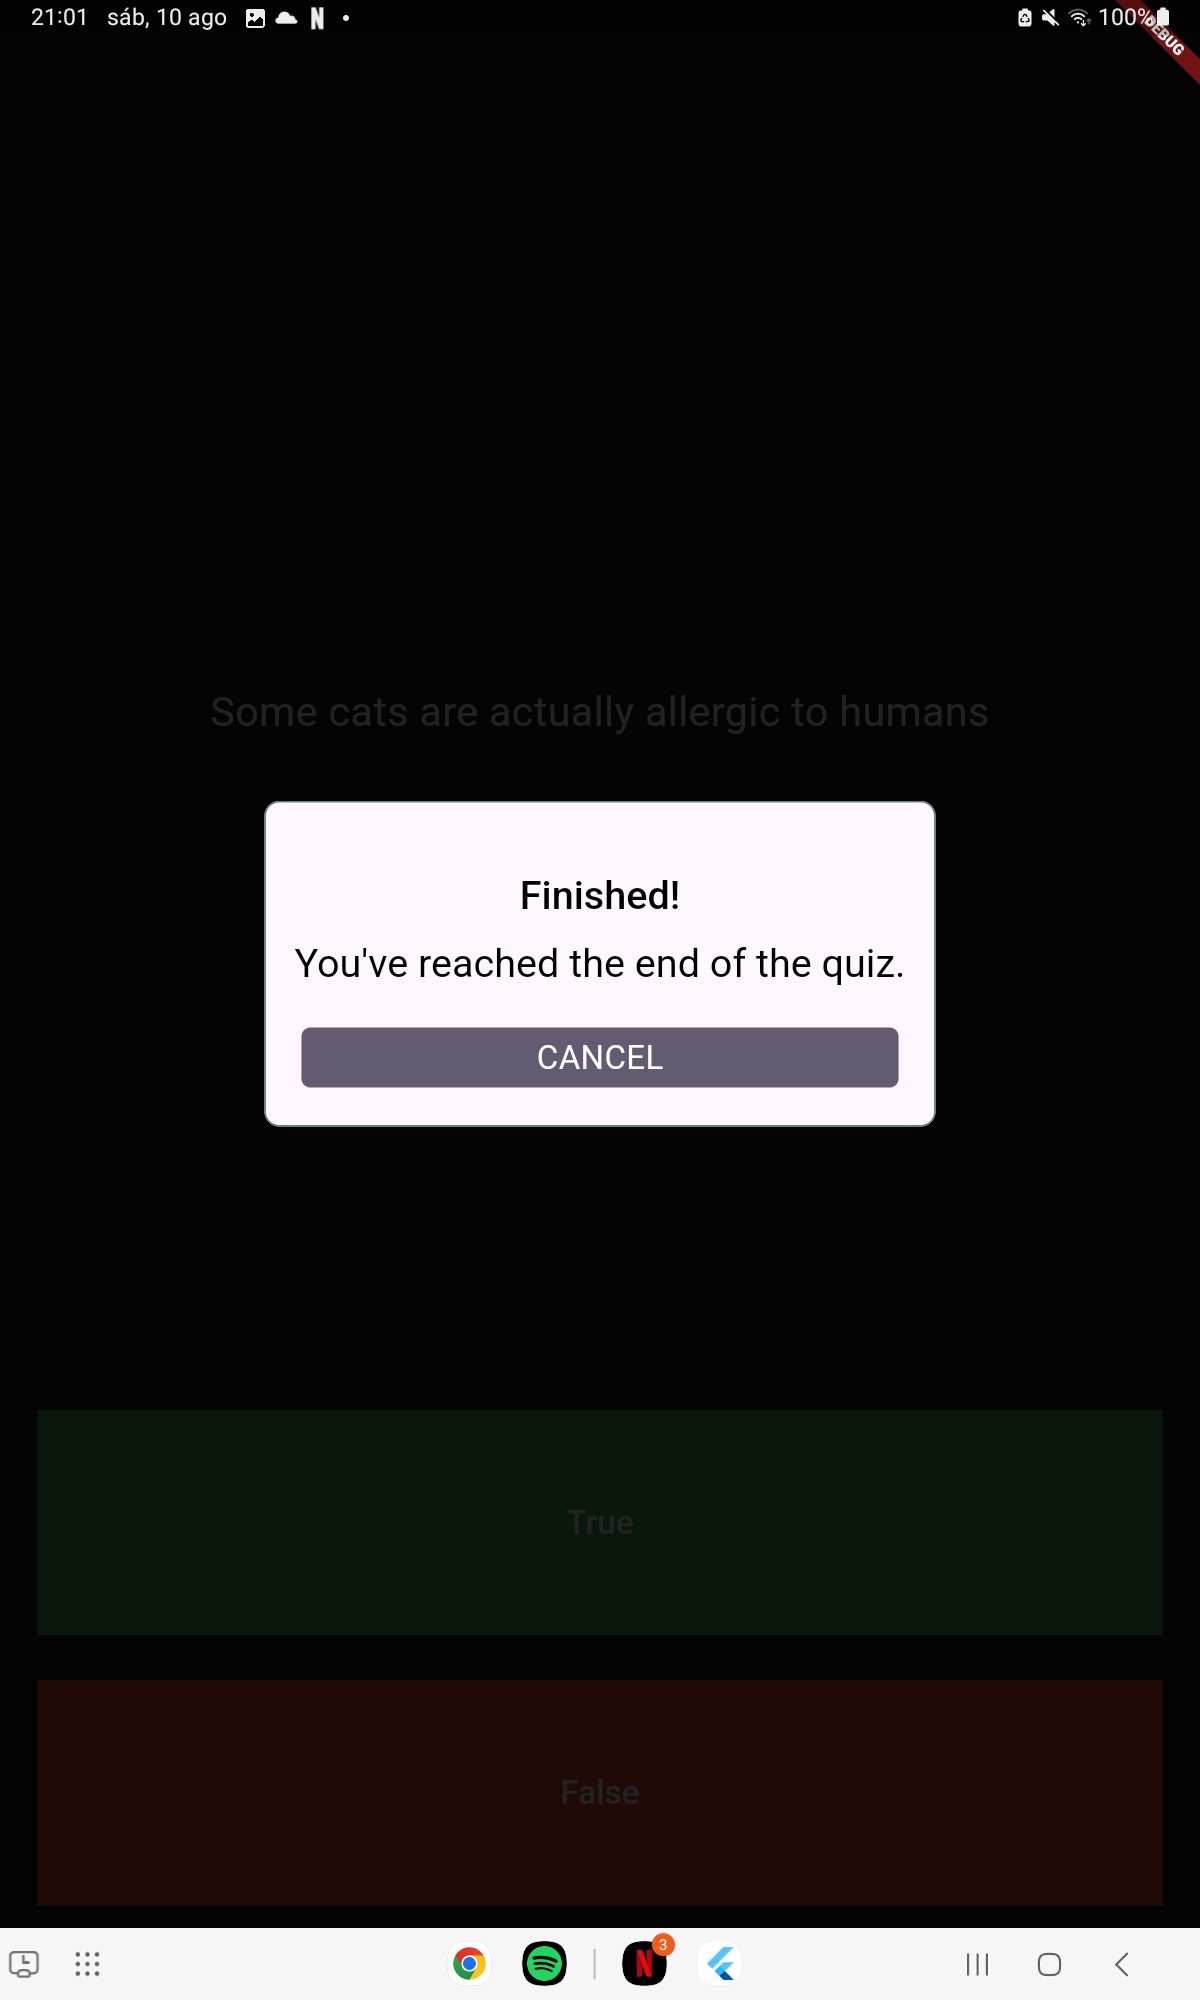 21:01 sáb, 10 ago N 100%
DEBUG
Some cats are actually allergic to humans
Finished!
You've reached the end of the quiz.
CANCEL
True
False
N 3